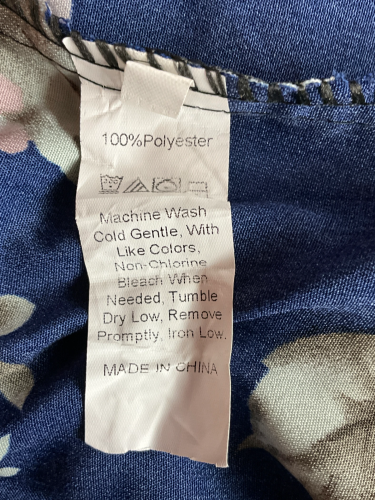 100%Polyester
Machine Wash
Cold Gentle, With
Like Colors,
Non-Chlorine
Bleach When
Needed, Tumble
Dry Low, Remove
Promptly, Iron Low.
MADE IN CHINA